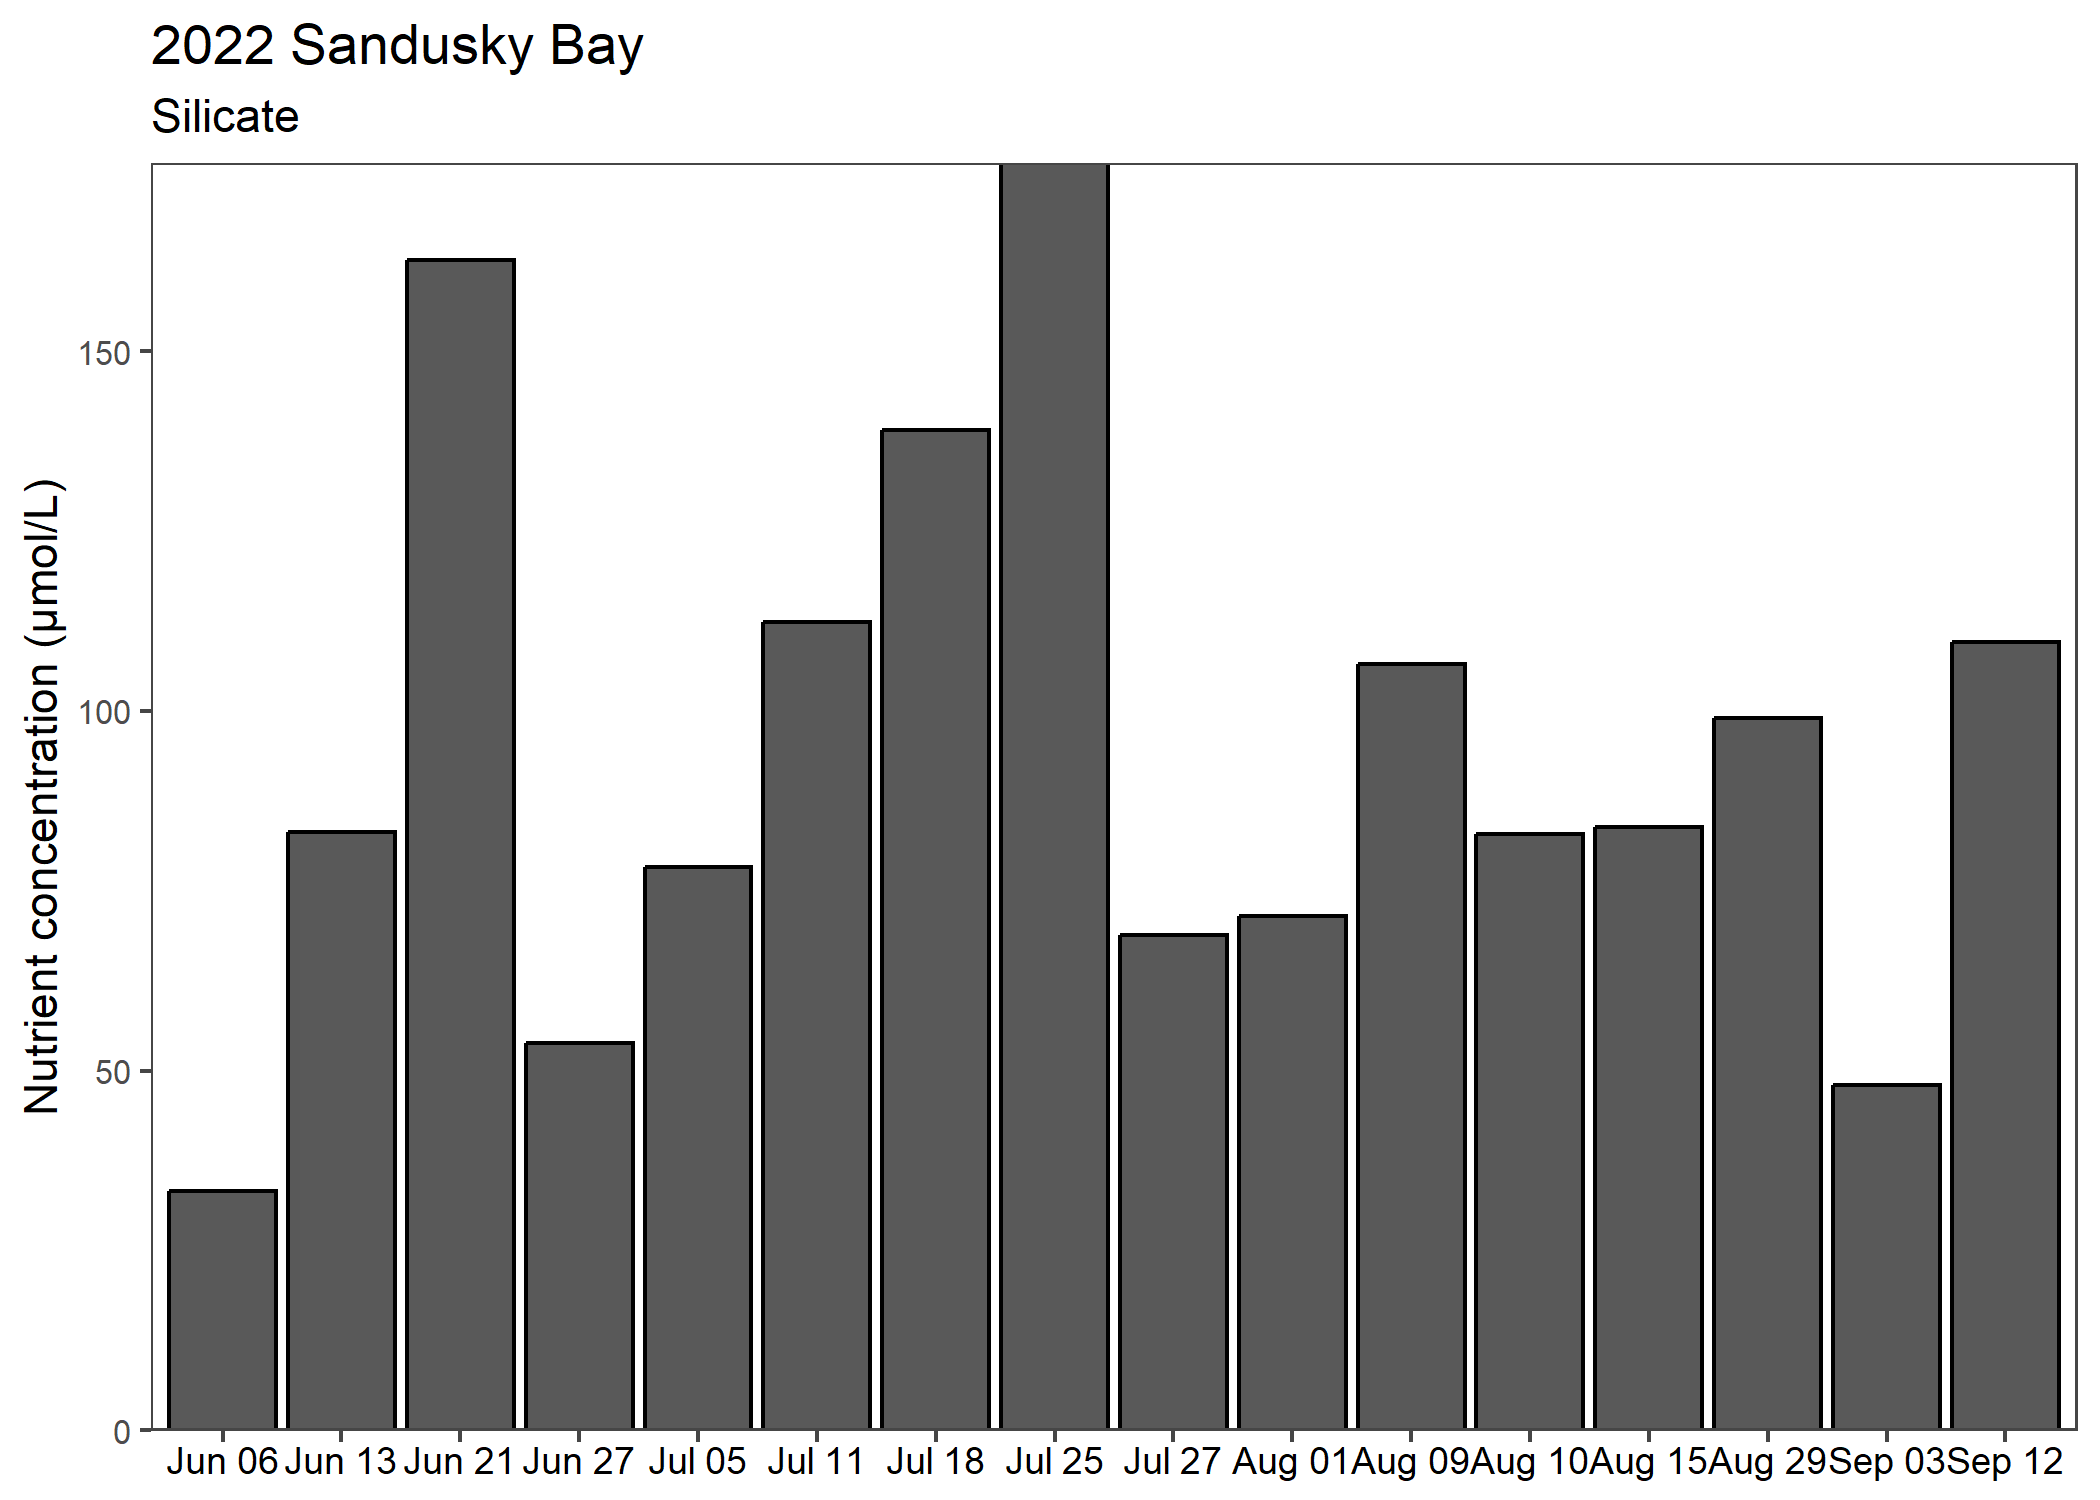 2022 Sandusky Bay
Silicate
Nutrient concentration (µmol/L)
150
100
50
0
Jun 06 Jun 13 Jun 21 Jun 27 Jul 05 Jul 11 Jul 18 Jul 25 Jul 27 Aug 01 Aug 09 Aug 10 Aug 15 Aug 29 Sep 03 Sep 12